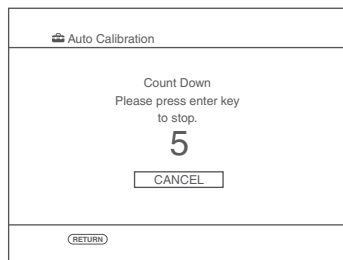 Auto Calibration
Count Down
Please press enter key
to stop.
5
CANCEL
RETURN